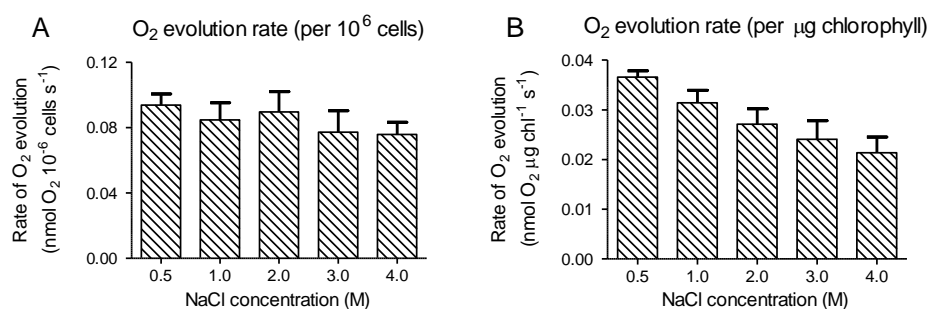 A
O₂ evolution rate (per 10⁶ cells)
Rate of O₂ evolution
(nmol O₂ 10⁻⁶ cells s⁻¹)
0.12
0.08
0.04
0.00
0.5 1.0 2.0 3.0 4.0
NaCl concentration (M)
B
O₂ evolution rate (per μg chlorophyll)
Rate of O₂ evolution
(nmol O₂ μg chl⁻¹ s⁻¹)
0.04
0.03
0.02
0.01
0.00
0.5 1.0 2.0 3.0 4.0
NaCl concentration (M)